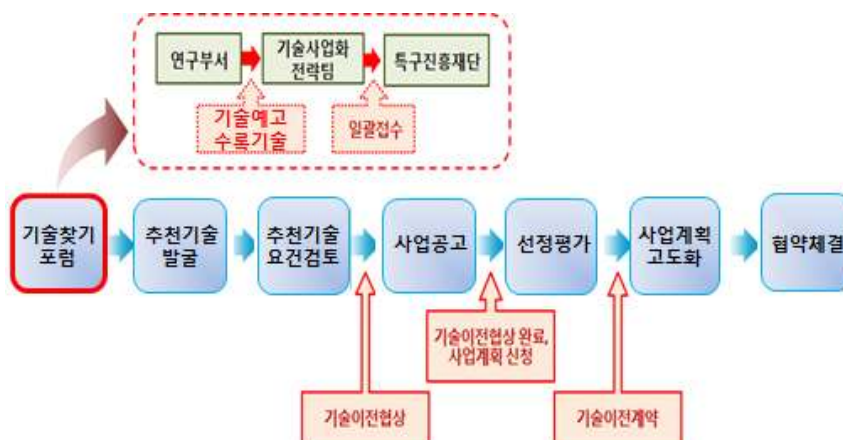 연구부서
기술사업화
전략팀
특구진흥재단
기술예고
수록기술
일괄접수
기술찾기
포럼
추천기술
발굴
추천기술
요건검토
사업공고
선정평가
사업계획
고도화
협약체결
기술이전협상 완료,
사업계획 신청
기술이전협상
기술이전계약